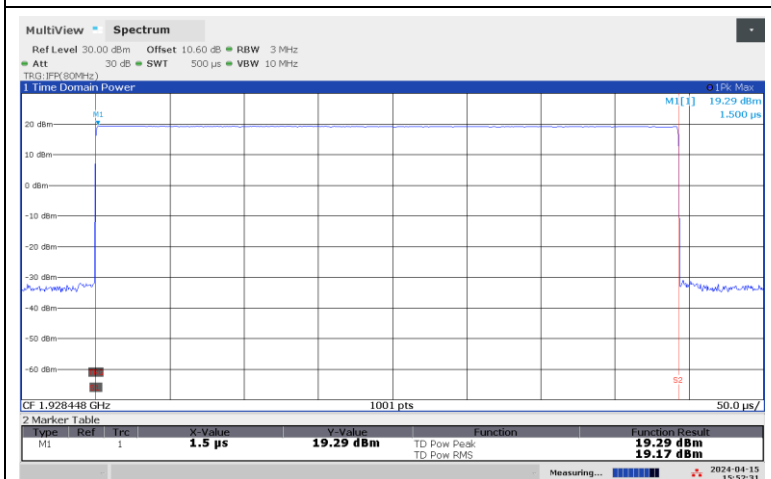 MultiView Spectrum
Ref Level 30.00 dBm Offset 10.60 dB RBW 3 MHz
Att 30 dB SWT 500 µs VBW 10 MHz
TRG:IFP(80MHz)
1 Time Domain Power 1Pk Max
M1[1] 19.29 dBm
1.500 µs
M1
20 dBm
10 dBm
0 dBm
-10 dBm
-20 dBm
-30 dBm
-40 dBm
-50 dBm
-60 dBm
S2
CF 1.928448 GHz 1001 pts 50.0 µs/
2 Marker Table
Type Ref Trc X-Value Y-Value Function Function Result
M1 1 1.5 µs 19.29 dBm TD Pow Peak 19.29 dBm
TD Pow RMS 19.17 dBm
Measuring... 2024-04-15
15:52:31